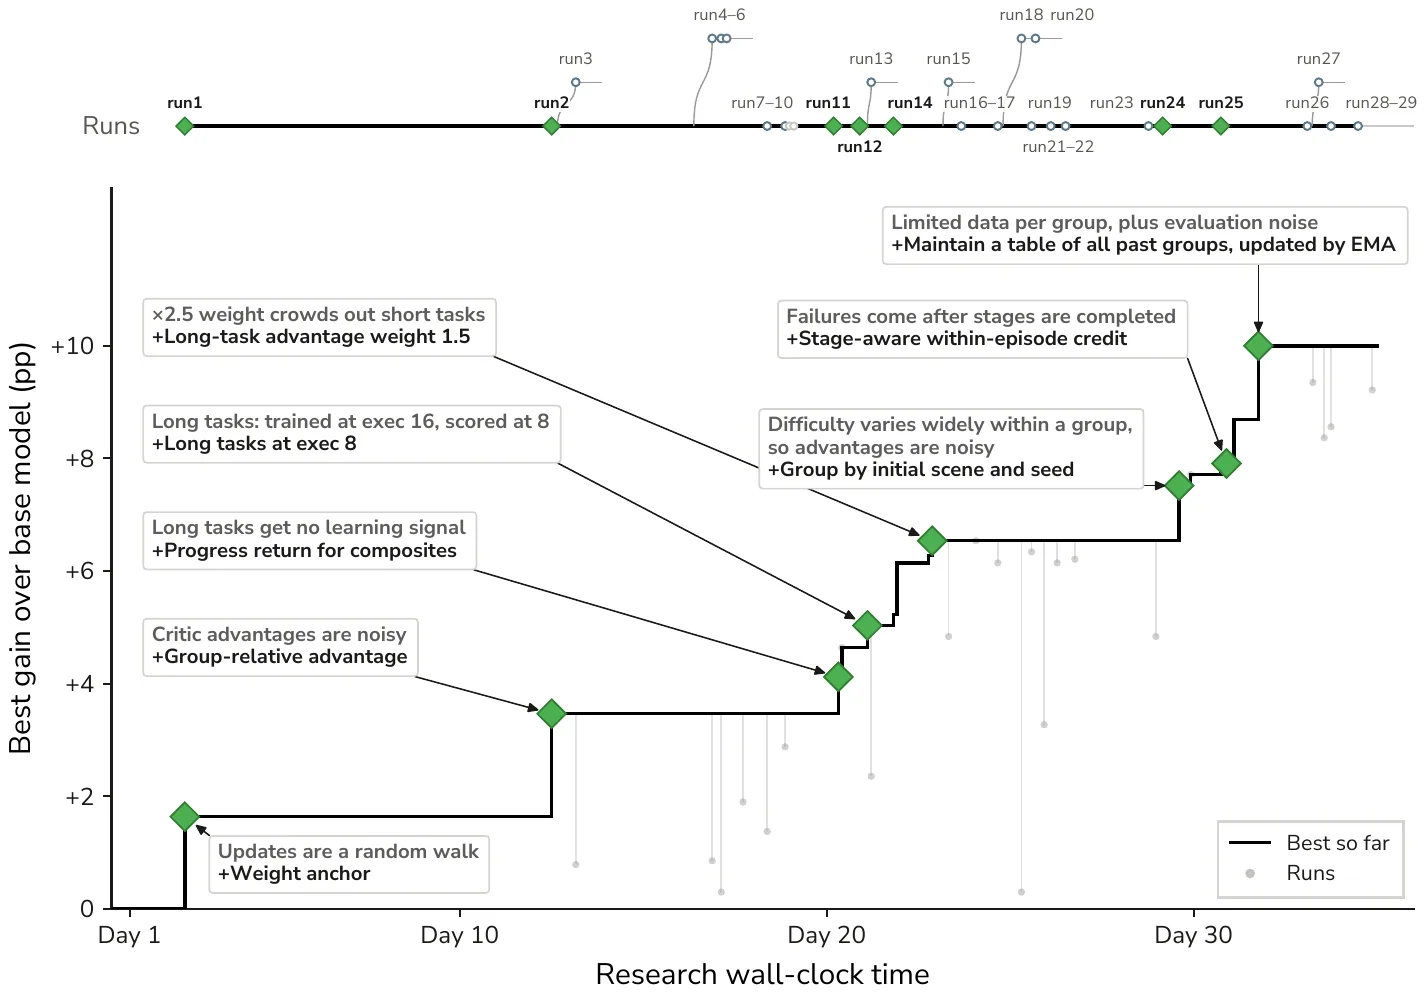 run4–6
run18 run20
run3
run13
run15
run27
run1
run2
run7–10
run11
run14
run16–17
run19
run23
run24
run25
run26
run28–29
Runs
run12
run21–22
Limited data per group, plus evaluation noise
+Maintain a table of all past groups, updated by EMA
×2.5 weight crowds out short tasks
+Long-task advantage weight 1.5
Failures come after stages are completed
+Stage-aware within-episode credit
Long tasks: trained at exec 16, scored at 8
+Long tasks at exec 8
Difficulty varies widely within a group,
so advantages are noisy
+Group by initial scene and seed
Long tasks get no learning signal
+Progress return for composites
Critic advantages are noisy
+Group-relative advantage
Updates are a random walk
+Weight anchor
Best so far
Runs
Best gain over base model (pp)
+10
+8
+6
+4
+2
0
Day 1
Day 10
Day 20
Day 30
Research wall-clock time